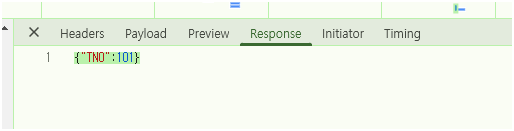 Headers Payload Preview Response Initiator Timing
1 {"TNO":101}